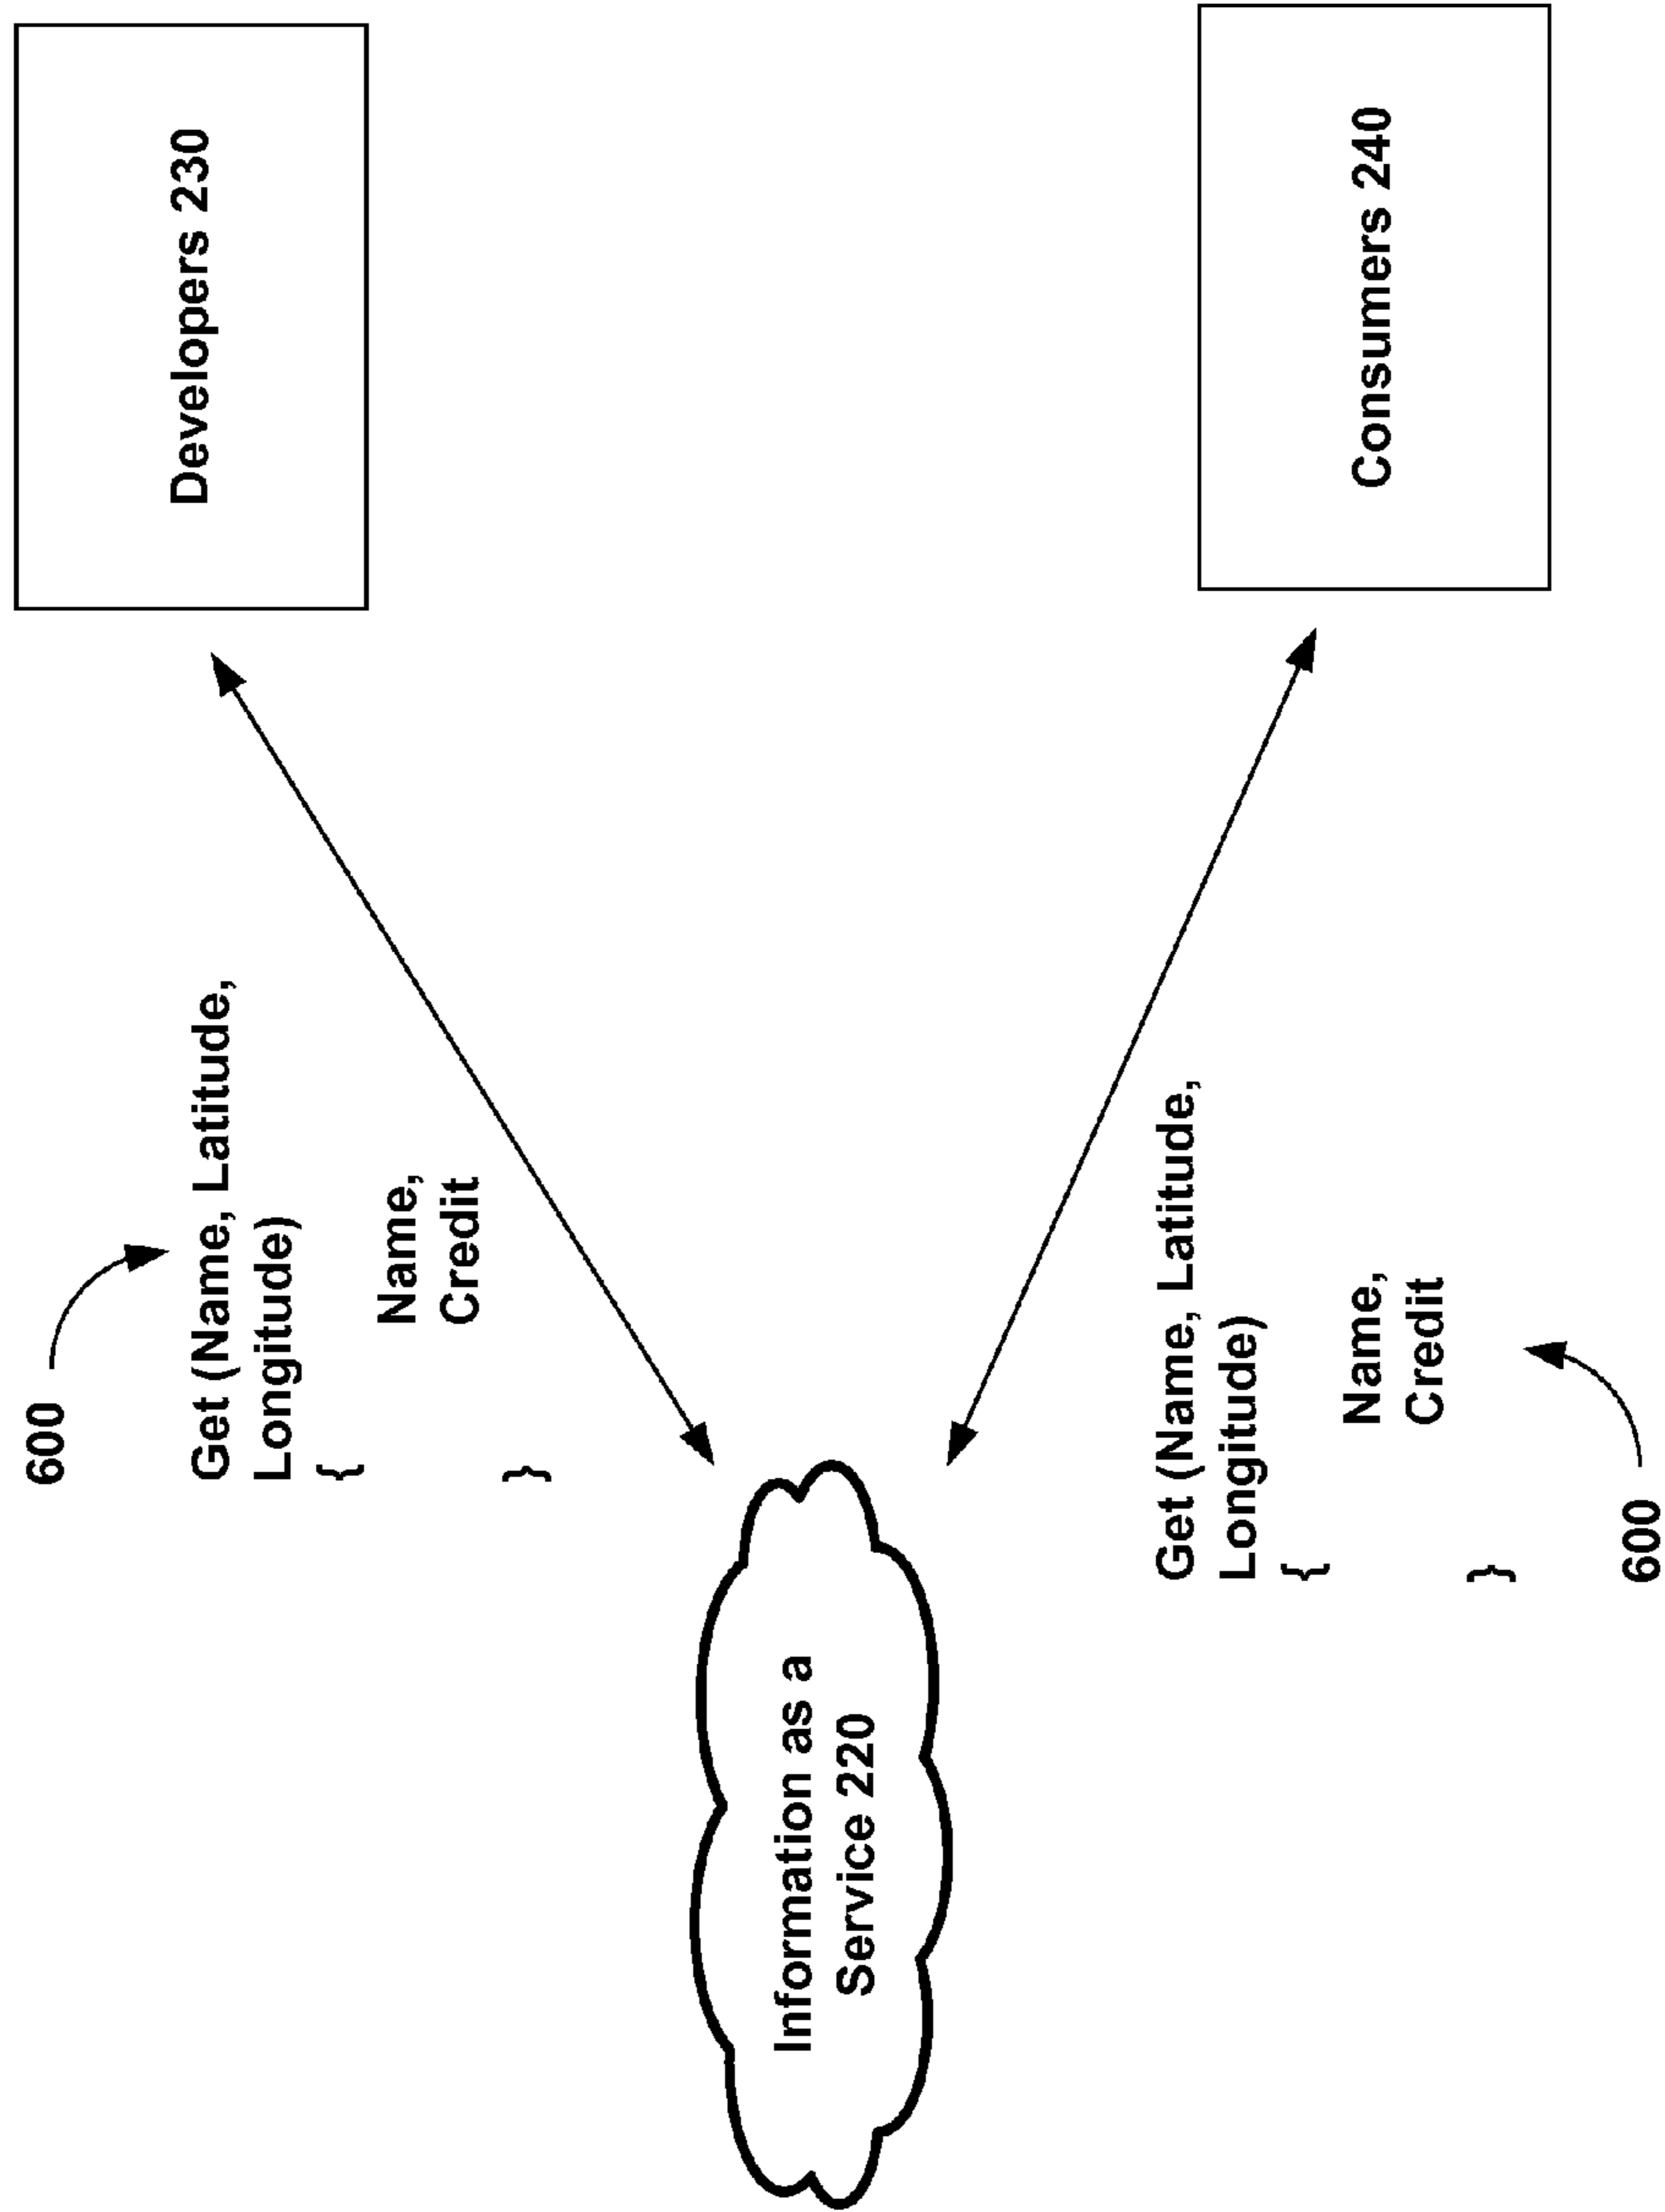 600
Get (Name, Latitude,
Longitude)
{
Name,
Credit
}
Developers 230
Information as a
Service 220
Get (Name, Latitude,
Longitude)
{
Name,
Credit
}
600
Consumers 240